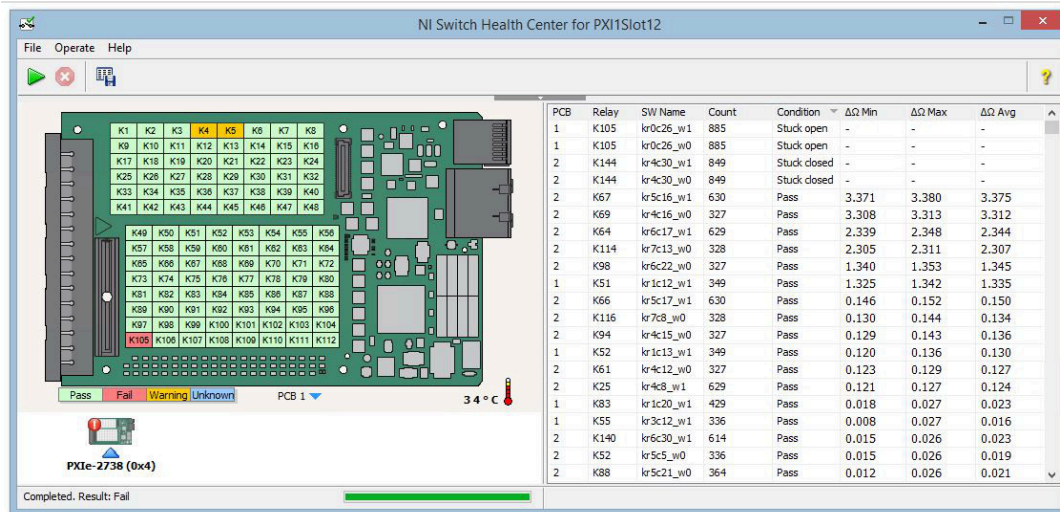 NI Switch Health Center for PXI1Slot12
File Operate Help
K1 K2 K3 K4 K5 K6 K7 K8
K9 K10 K11 K12 K13 K14 K15 K16
K17 K18 K19 K20 K21 K22 K23 K24
K25 K26 K27 K28 K29 K30 K31 K32
K33 K34 K35 K36 K37 K38 K39 K40
K41 K42 K43 K44 K45 K46 K47 K48
K49 K50 K51 K52 K53 K54 K55 K56
K57 K58 K59 K60 K61 K62 K63 K64
K65 K66 K67 K68 K69 K70 K71 K72
K73 K74 K75 K76 K77 K78 K79 K80
K81 K82 K83 K84 K85 K86 K87 K88
K89 K90 K91 K92 K93 K94 K95 K96
K97 K98 K99 K100 K101 K102 K103 K104
K105 K106 K107 K108 K109 K110 K111 K112
Pass Fail Warning Unknown PCB 1 34°C
PXIe-2738 (0x4)
PCB Relay SW Name Count Condition ΔΩ Min ΔΩ Max ΔΩ Avg
1 K105 kr0c26_w1 885 Stuck open - - -
1 K105 kr0c26_w0 885 Stuck open - - -
2 K144 kr4c30_w1 849 Stuck closed - - -
2 K144 kr4c30_w0 849 Stuck closed - - -
2 K67 kr5c16_w1 630 Pass 3.371 3.380 3.375
2 K69 kr4c16_w0 327 Pass 3.308 3.313 3.312
2 K64 kr6c17_w1 629 Pass 2.339 2.348 2.344
2 K114 kr7c13_w0 328 Pass 2.305 2.311 2.307
2 K98 kr6c22_w0 327 Pass 1.340 1.353 1.345
1 K51 kr1c12_w1 349 Pass 1.325 1.342 1.335
2 K66 kr5c17_w1 630 Pass 0.146 0.152 0.150
2 K116 kr7c8_w0 328 Pass 0.130 0.144 0.134
2 K94 kr4c15_w0 327 Pass 0.129 0.143 0.136
1 K52 kr1c13_w1 349 Pass 0.120 0.136 0.130
2 K61 kr4c12_w0 327 Pass 0.123 0.129 0.127
2 K25 kr4c8_w1 629 Pass 0.121 0.127 0.124
1 K83 kr1c20_w1 429 Pass 0.018 0.027 0.023
1 K55 kr3c12_w1 336 Pass 0.008 0.027 0.016
2 K140 kr6c30_w1 614 Pass 0.015 0.026 0.023
2 K52 kr5c5_w0 336 Pass 0.015 0.026 0.019
2 K88 kr5c21_w0 364 Pass 0.012 0.026 0.021
Completed. Result: Fail